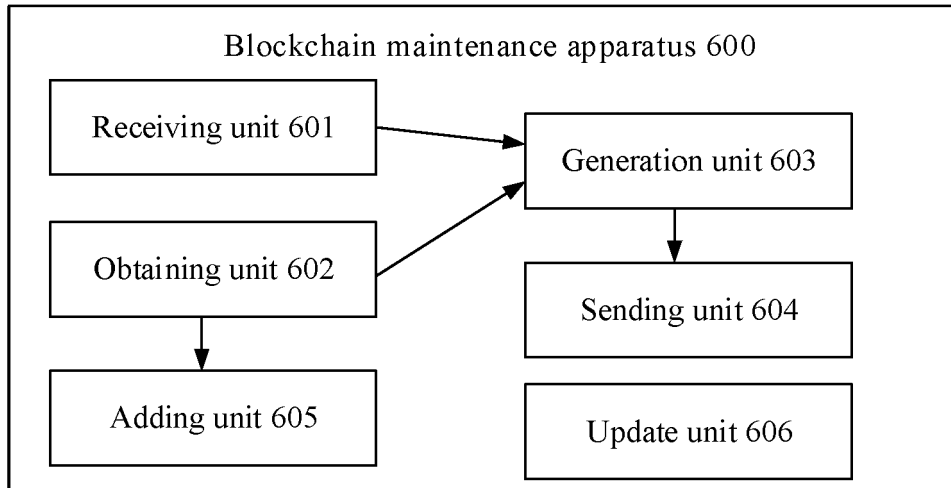 Blockchain maintenance apparatus 600
Receiving unit 601
Generation unit 603
Obtaining unit 602
Sending unit 604
Adding unit 605
Update unit 606